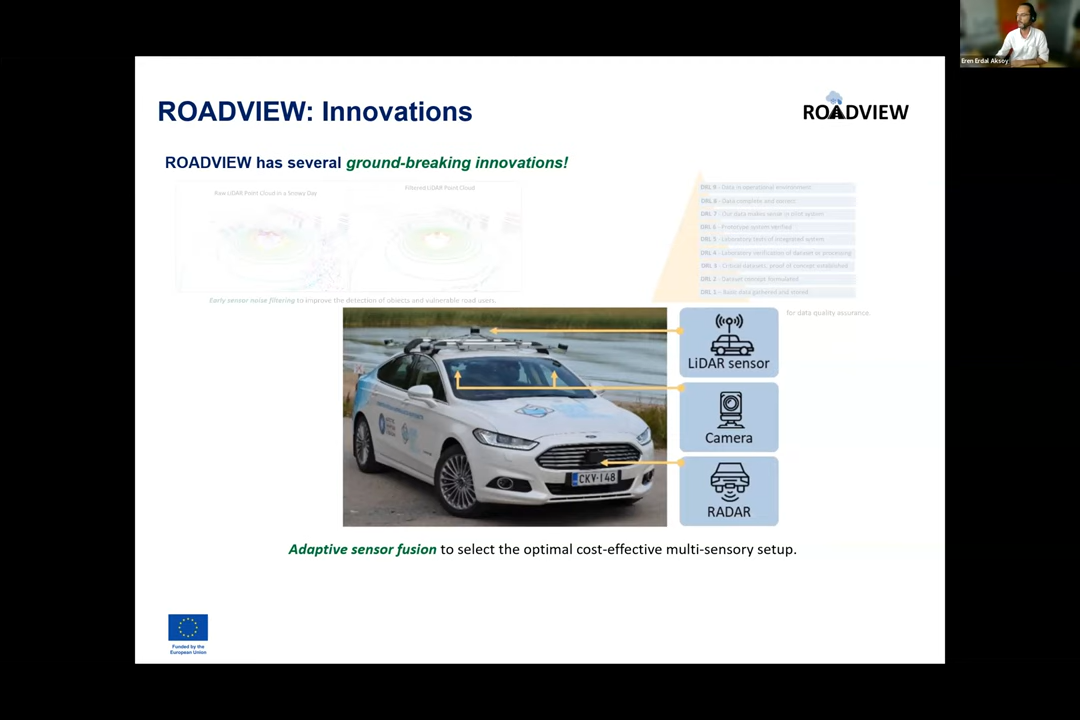 Eren Erdal Aksoy
ROADVIEW: Innovations
ROADVIEW
ROADVIEW has several ground-breaking innovations!
Raw LiDAR Point Cloud in a Snowy Day
Filtered LiDAR Point Cloud
DRL 9 - Data in operational environment
DRL 8 - Data complete and
DRL 7 - Our data makes sense in pilot system
DRL 6 - Prototype system verified
DRL 5 - Laboratory tests of integrated system
DRL 4 - Laboratory verification of dataset or processing
DRL 3 - Critical datasets, proof of concept established
DRL 2 - Dataset concept formulated
DRL 1 - Basic data gathered and stored
Early sensor noise filtering to improve the detection of objects and vulnerable road users.
for data quality assurance.
LiDAR sensor
Camera
RADAR
CKV-148
Adaptive sensor fusion to select the optimal cost-effective multi-sensory setup.
Funded by the
European Union